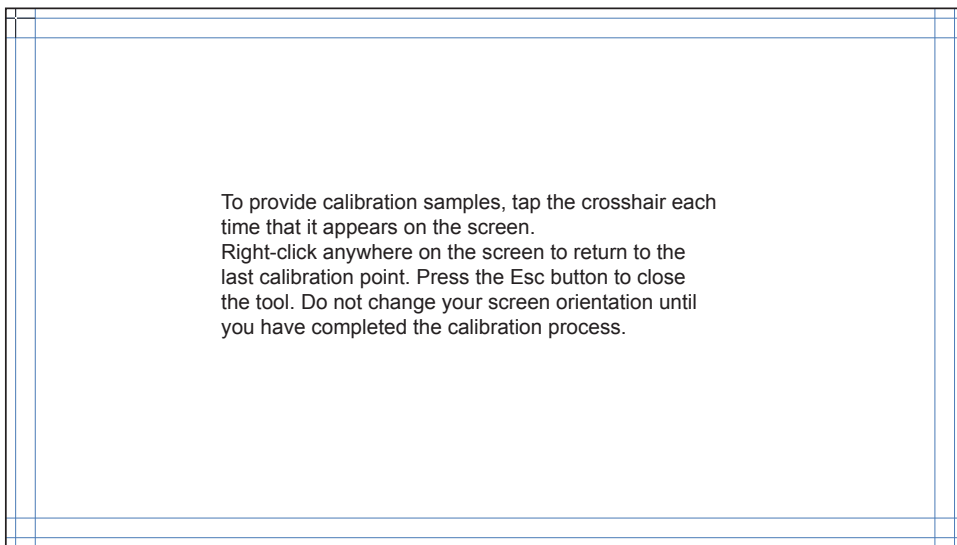 To provide calibration samples, tap the crosshair each
time that it appears on the screen.
Right-click anywhere on the screen to return to the
last calibration point. Press the Esc button to close
the tool. Do not change your screen orientation until
you have completed the calibration process.